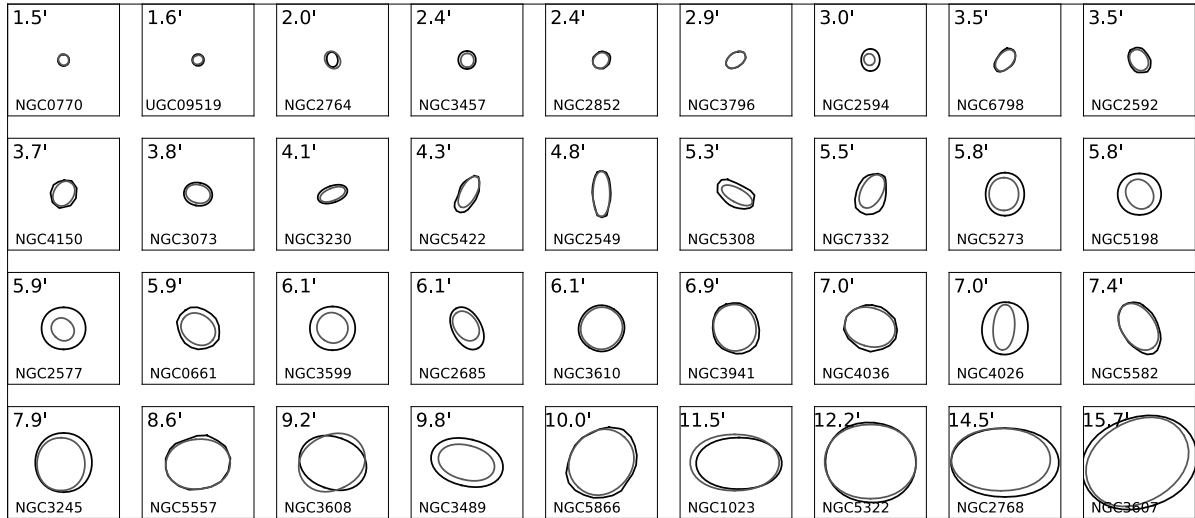 1.5' 1.6' 2.0' 2.4' 2.4' 2.9' 3.0' 3.5' 3.5'
NGC0770 UGC09519 NGC2764 NGC3457 NGC2852 NGC3796 NGC2594 NGC6798 NGC2592
3.7' 3.8' 4.1' 4.3' 4.8' 5.3' 5.5' 5.8' 5.8'
NGC4150 NGC3073 NGC3230 NGC5422 NGC2549 NGC5308 NGC7332 NGC5273 NGC5198
5.9' 5.9' 6.1' 6.1' 6.1' 6.9' 7.0' 7.0' 7.4'
NGC2577 NGC0661 NGC3599 NGC2685 NGC3610 NGC3941 NGC4036 NGC4026 NGC5582
7.9' 8.6' 9.2' 9.8' 10.0' 11.5' 12.2' 14.5' 15.7'
NGC3245 NGC5557 NGC3608 NGC3489 NGC5866 NGC1023 NGC5322 NGC2768 NGC3607